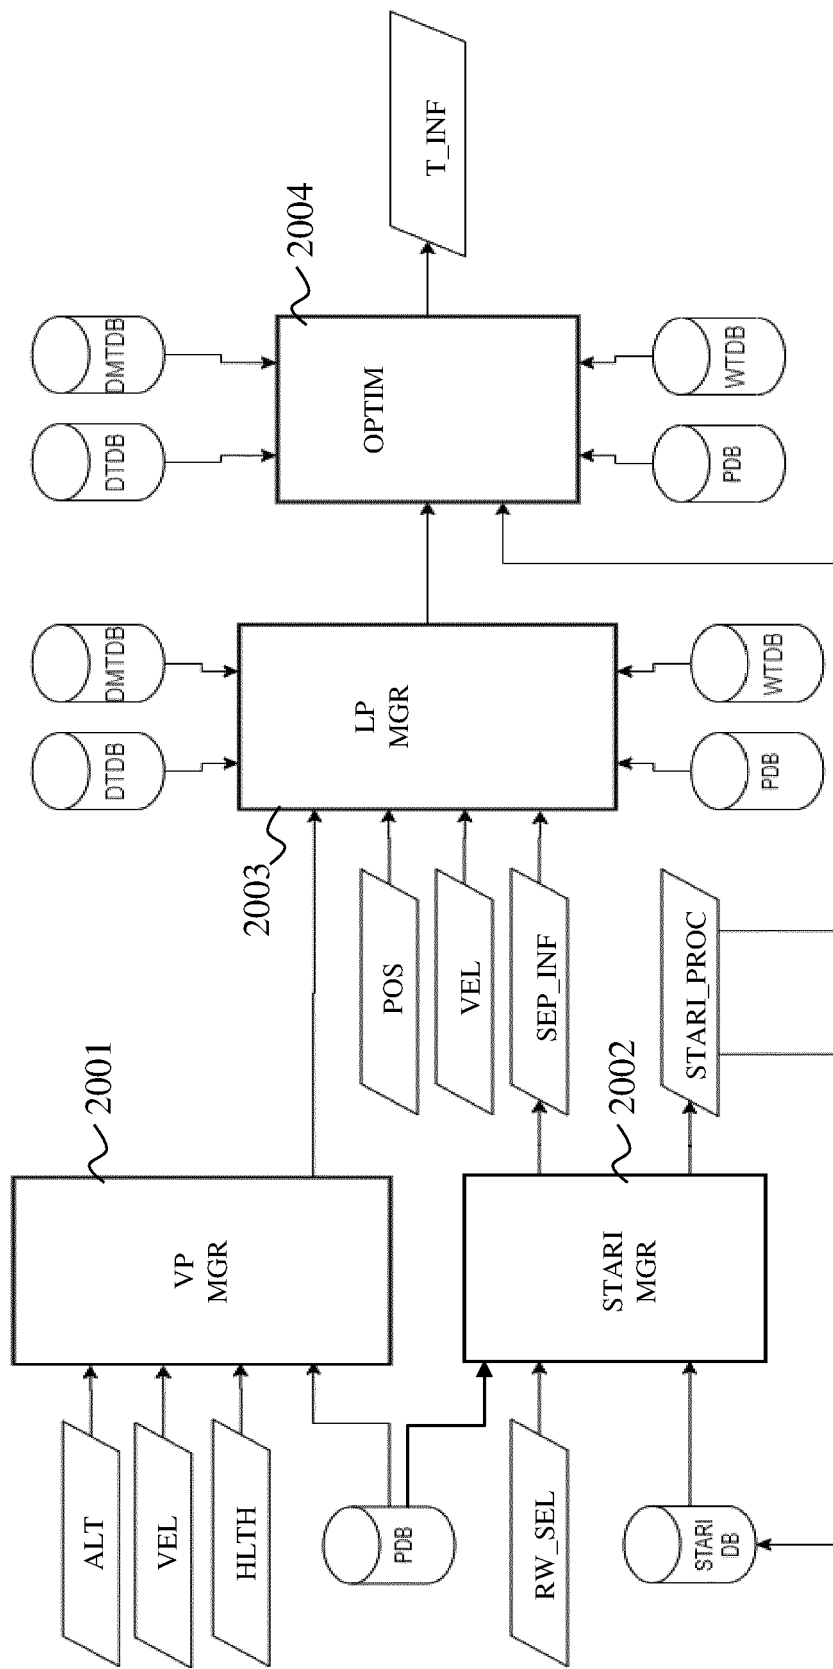 ALT
VEL
HLTH
PDB
RW_SEL
STARI
DB
VP
MGR
2001
STARI
MGR
2002
POS
VEL
SEP_INF
STARI_PROC
2003
LP
MGR
DTDB
DMTDB
PDB
WTDB
OPTIM
2004
DTDB
DMTDB
PDB
WTDB
T_INF